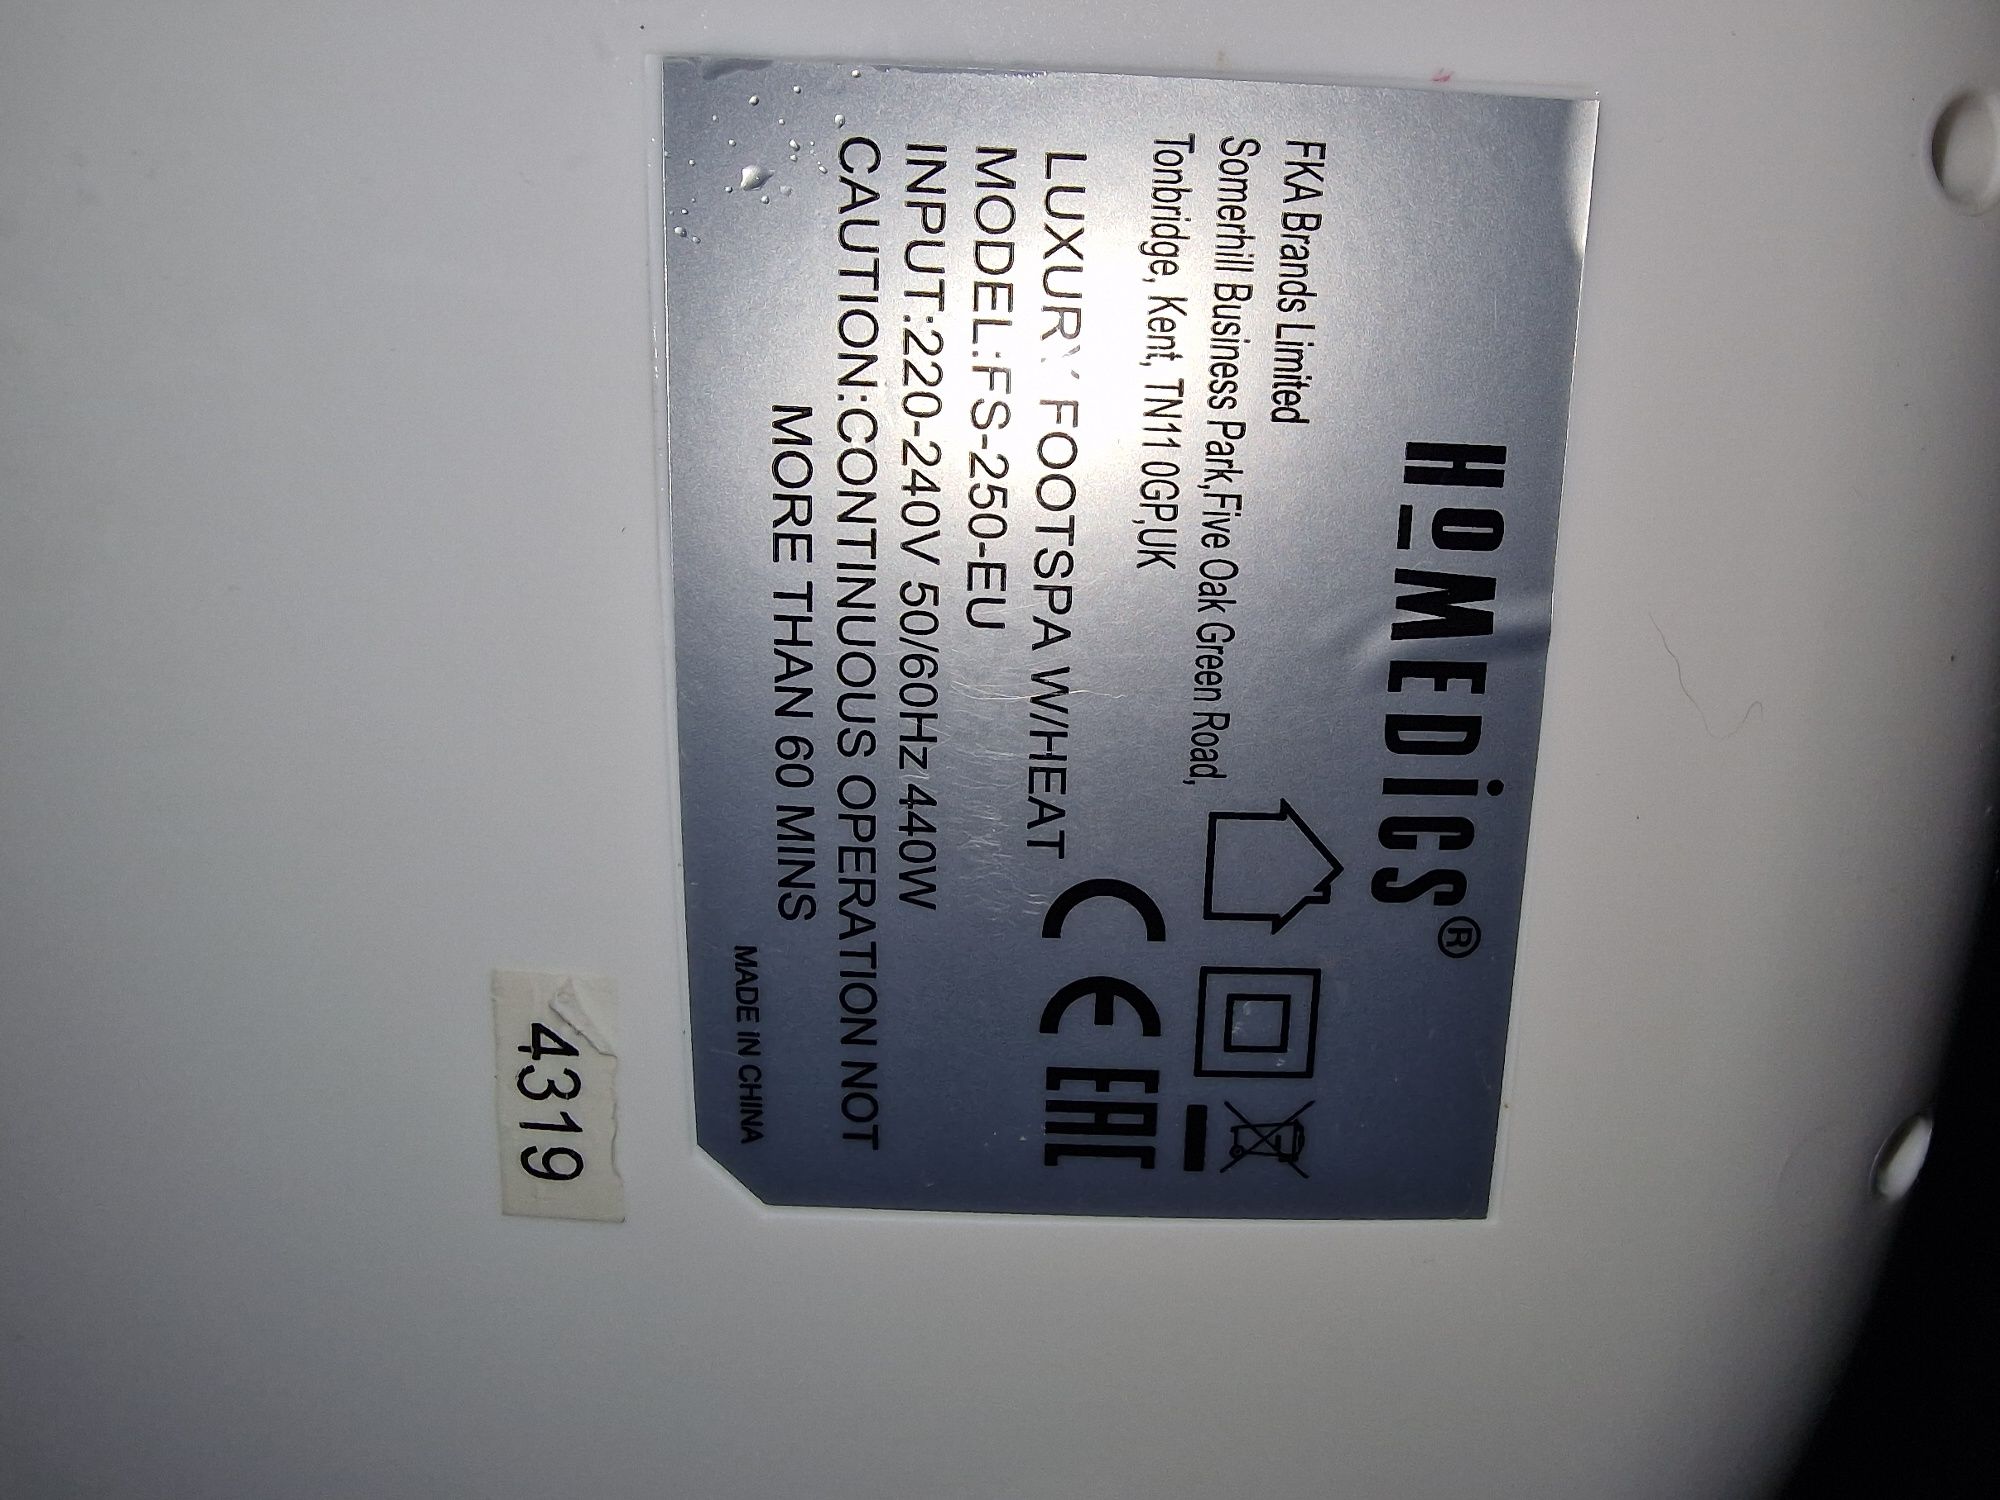 HoMEDiCS®
FKA Brands Limited
Somerhill Business Park,Five Oak Green Road,
Tonbridge, Kent, TN11 0GP,UK
LUXURY FOOTSPA W/HEAT
MODEL:FS-250-EU
INPUT:220-240V 50/60Hz 440W
CAUTION:CONTINUOUS OPERATION NOT
MORE THAN 60 MINS
CE EAC
MADE IN CHINA
4319